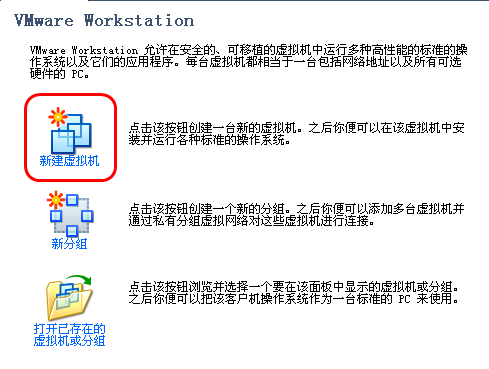 VMware Workstation
VMware Workstation 允许在安全的、可移植的虚拟机中运行多种高性能的标准的操
作系统以及它们的应用程序。每台虚拟机都相当于一台包括网络地址以及所有可选
硬件的 PC。
新建虚拟机
点击该按钮创建一台新的虚拟机。之后你便可以在该虚拟机中安
装并运行各种标准的操作系统。
新分组
点击该按钮创建一个新的分组。之后你便可以添加多台虚拟机并
通过私有分组虚拟网络对这些虚拟机进行连接。
打开已存在的
虚拟机或分组
点击该按钮浏览并选择一个要在该面板中显示的虚拟机或分组。
之后你便可以把该客户机操作系统作为一台标准的 PC 来使用。